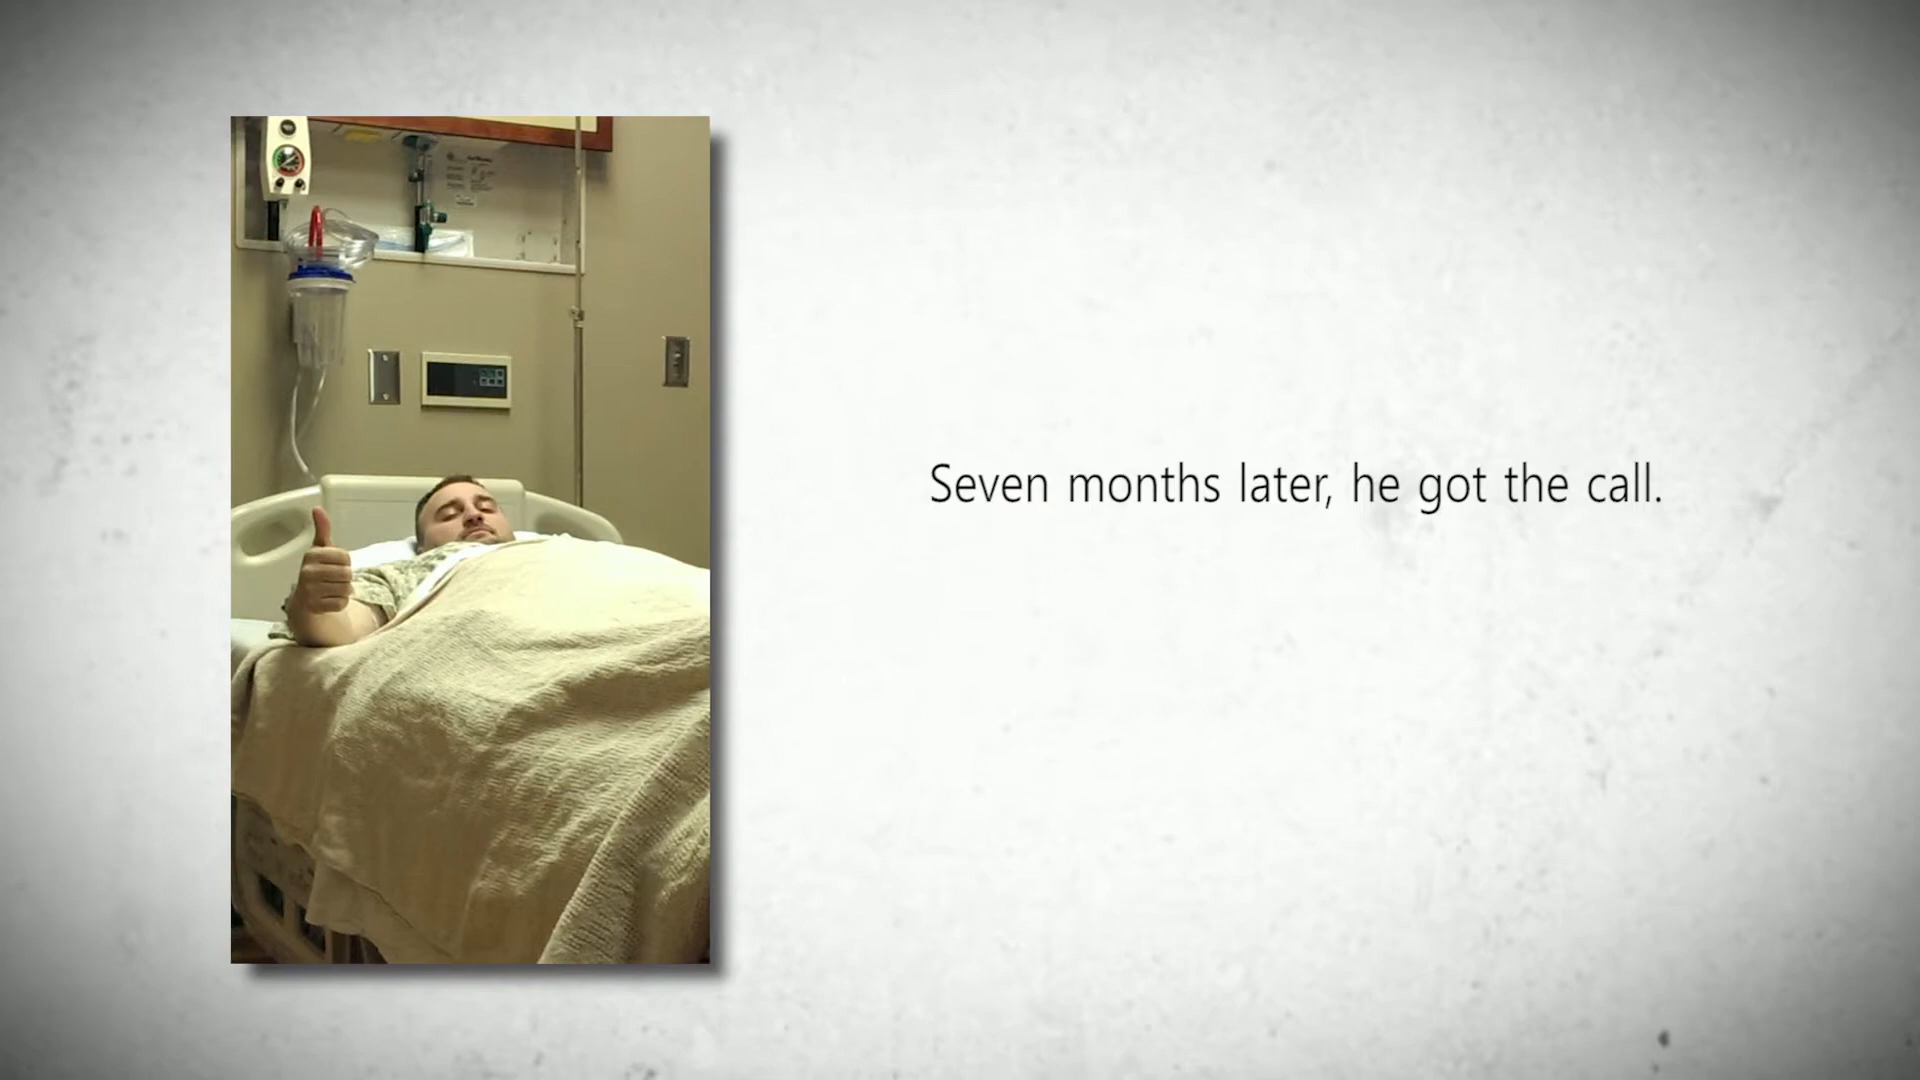 Seven months later, he got the call.